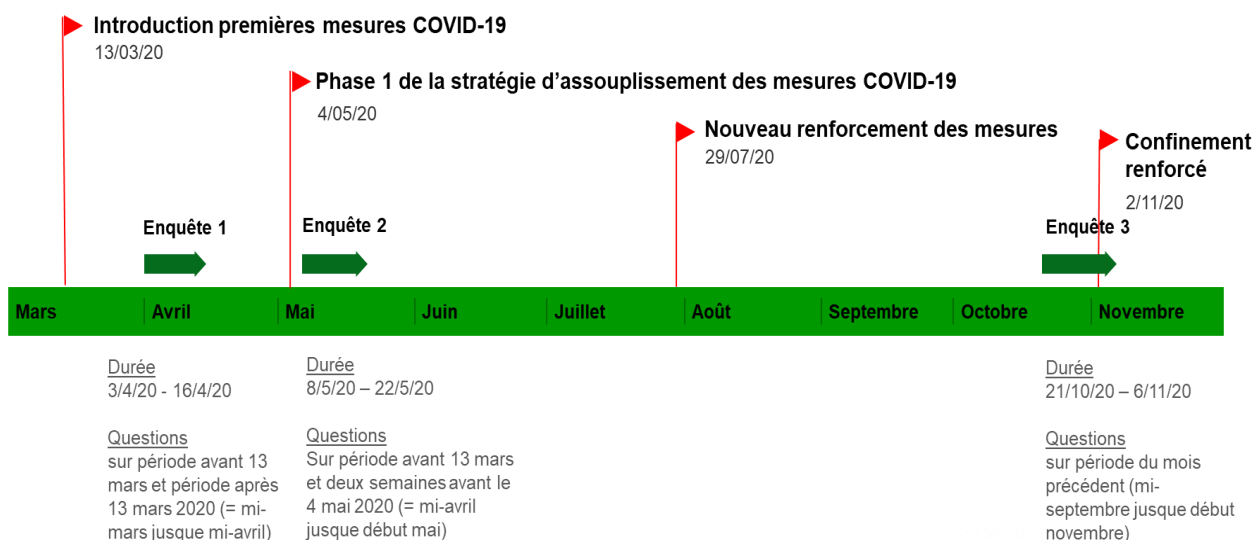 Introduction premières mesures COVID-19
13/03/20
Phase 1 de la stratégie d'assouplissement des mesures COVID-19
4/05/20
Nouveau renforcement des mesures
29/07/20
Confinement
renforcé
2/11/20
Enquête 1
Enquête 2
Enquête 3
Mars
Avril
Mai
Juin
Juillet
Août
Septembre
Octobre
Novembre
Durée
3/4/20 - 16/4/20
Questions
sur période avant 13
mars et période après
13 mars 2020 (= mi-
mars jusque mi-avril)
Durée
8/5/20 – 22/5/20
Questions
Sur période avant 13 mars
et deux semaines avant le
4 mai 2020 (= mi-avril
jusque début mai)
Durée
21/10/20 – 6/11/20
Questions
sur période du mois
précédent (mi-
septembre jusque début
novembre)